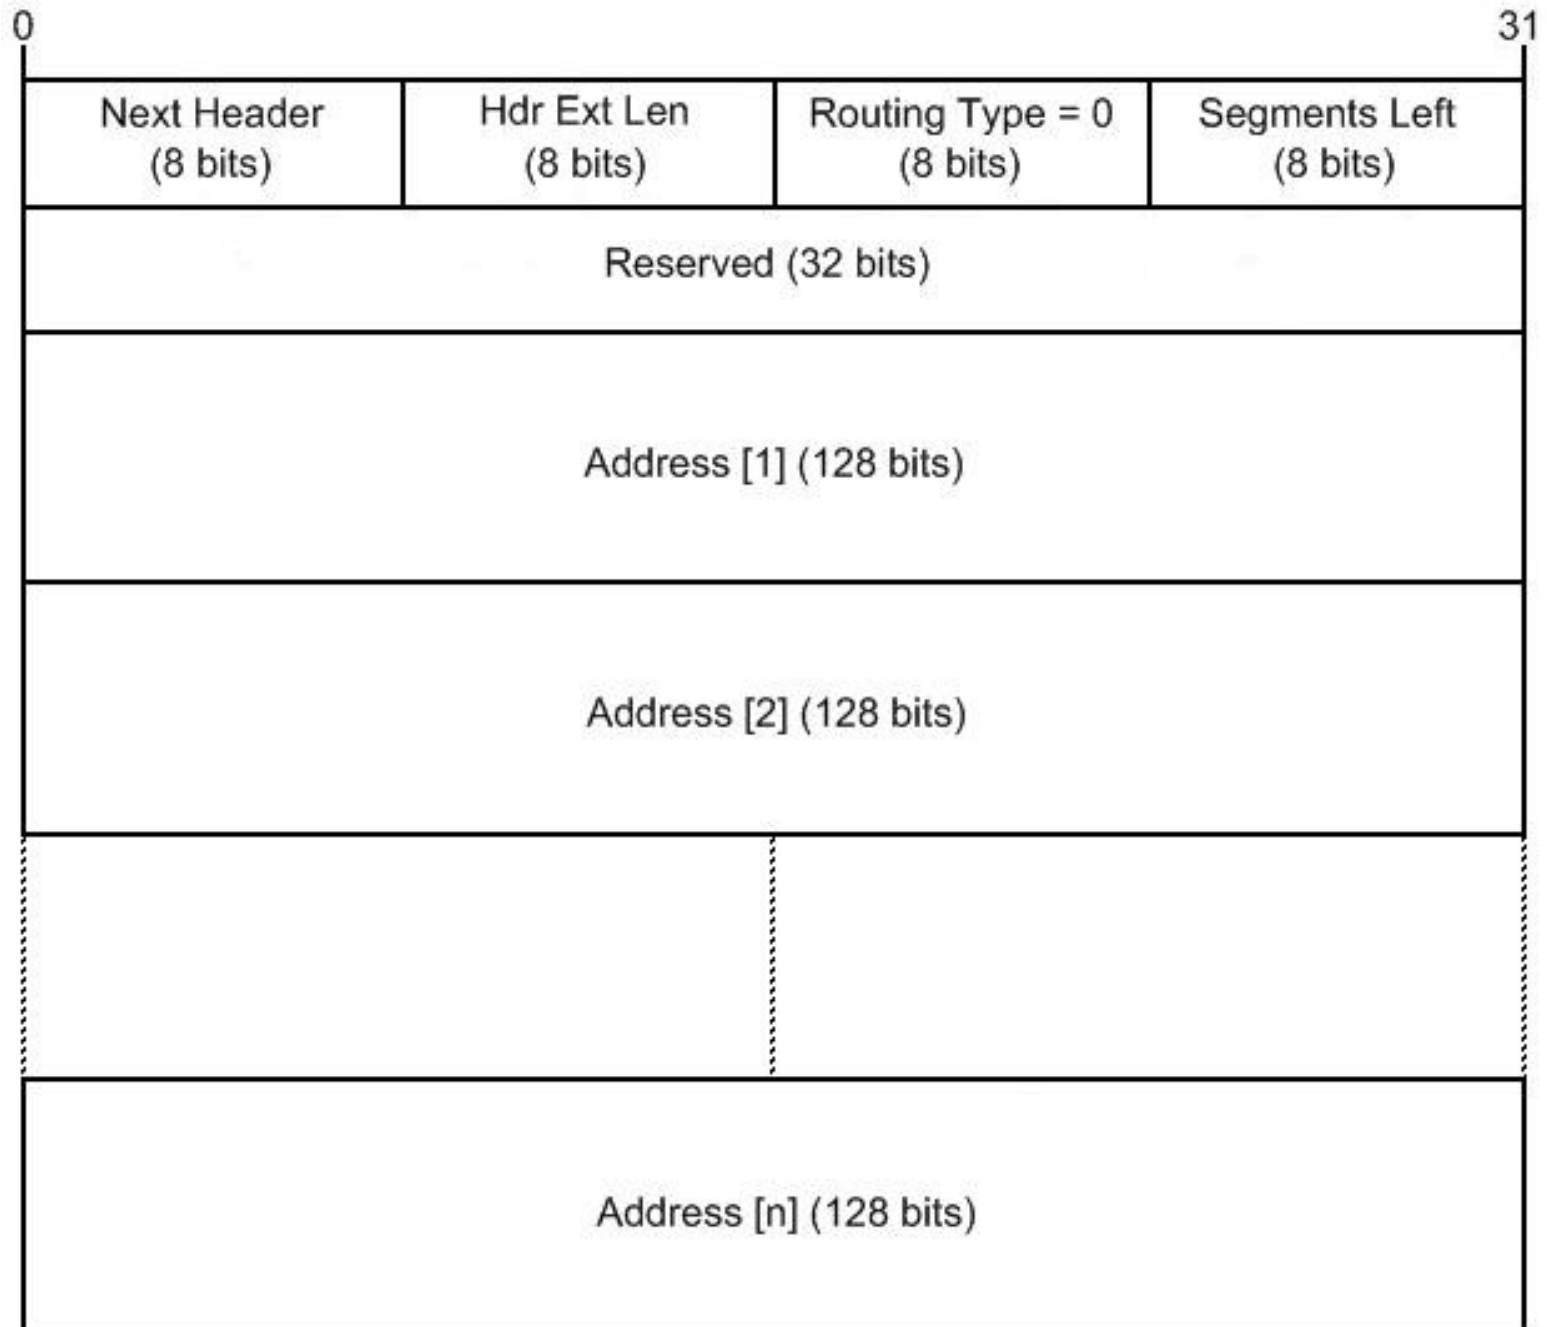 0 31
Next Header Hdr Ext Len Routing Type = 0 Segments Left
(8 bits) (8 bits) (8 bits) (8 bits)
Reserved (32 bits)
Address [1] (128 bits)
Address [2] (128 bits)
Address [n] (128 bits)